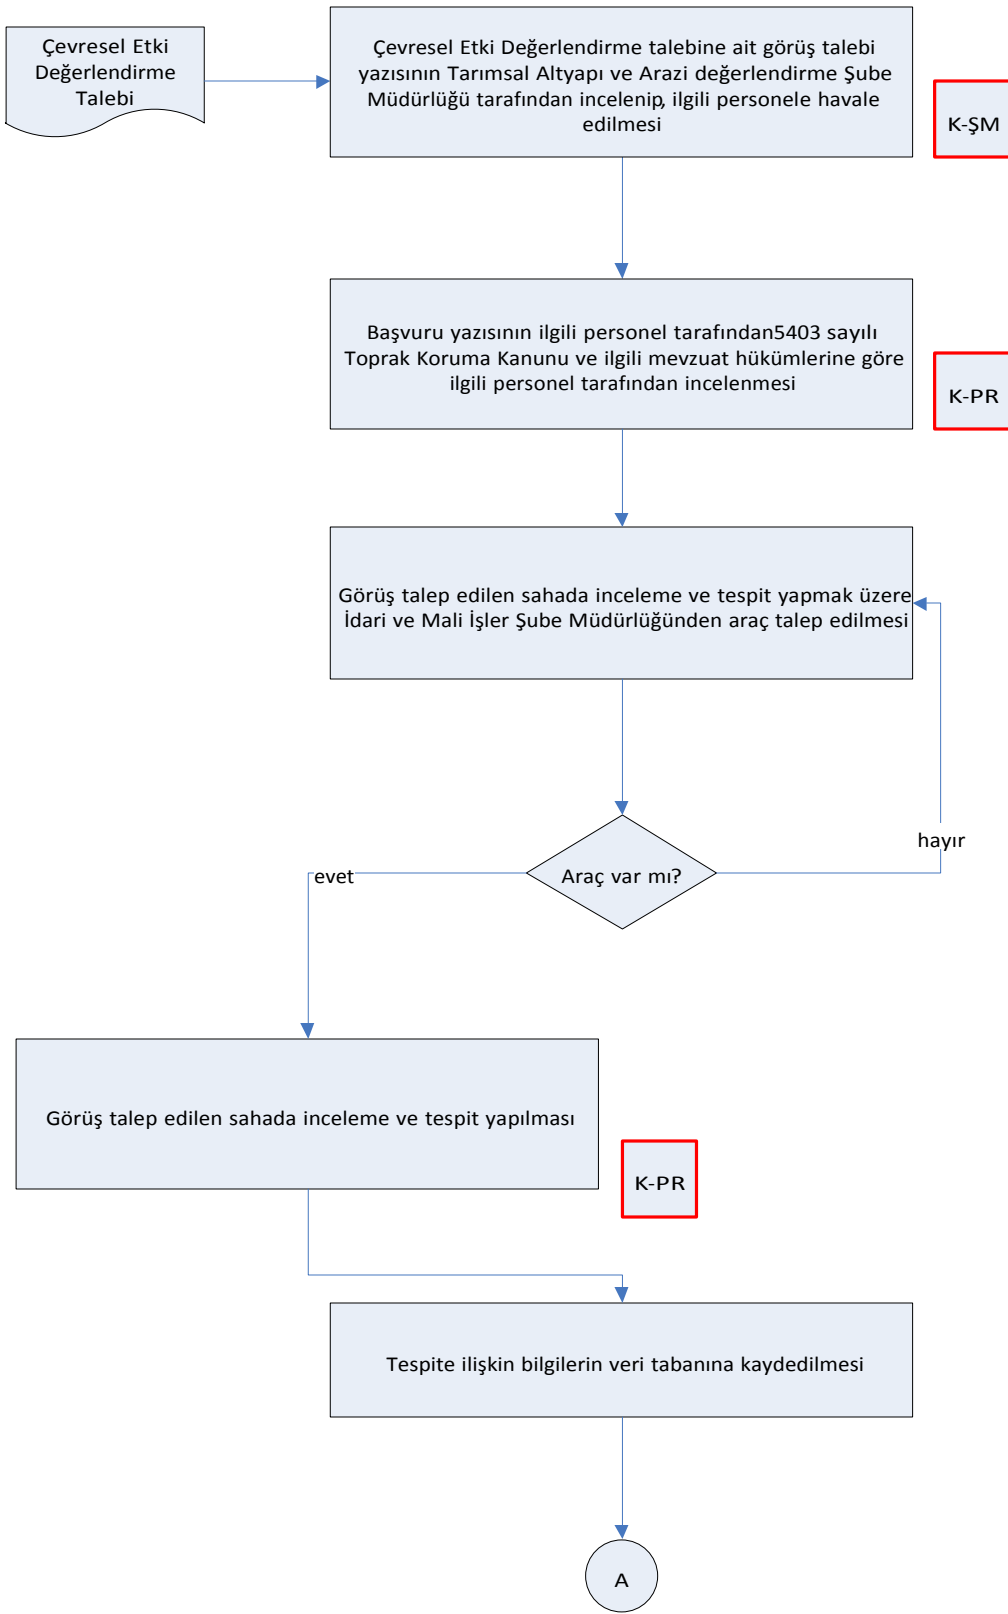 Çevresel Etki
Değerlendirme
Talebi
Çevresel Etki Değerlendirme talebine ait görüş talebi
yazısının Tarımsal Altyapı ve Arazi değerlendirme Şube
Müdürlüğü tarafından incelenip, ilgili personele havale
edilmesi
K-ŞM
Başvuru yazısının ilgili personel tarafından5403 sayılı
Toprak Koruma Kanunu ve ilgili mevzuat hükümlerine göre
ilgili personel tarafından incelenmesi
K-PR
Görüş talep edilen sahada inceleme ve tespit yapmak üzere
İdari ve Mali İşler Şube Müdürlüğünden araç talep edilmesi
hayır
evet
Araç var mı?
Görüş talep edilen sahada inceleme ve tespit yapılması
K-PR
Tespite ilişkin bilgilerin veri tabanına kaydedilmesi
A